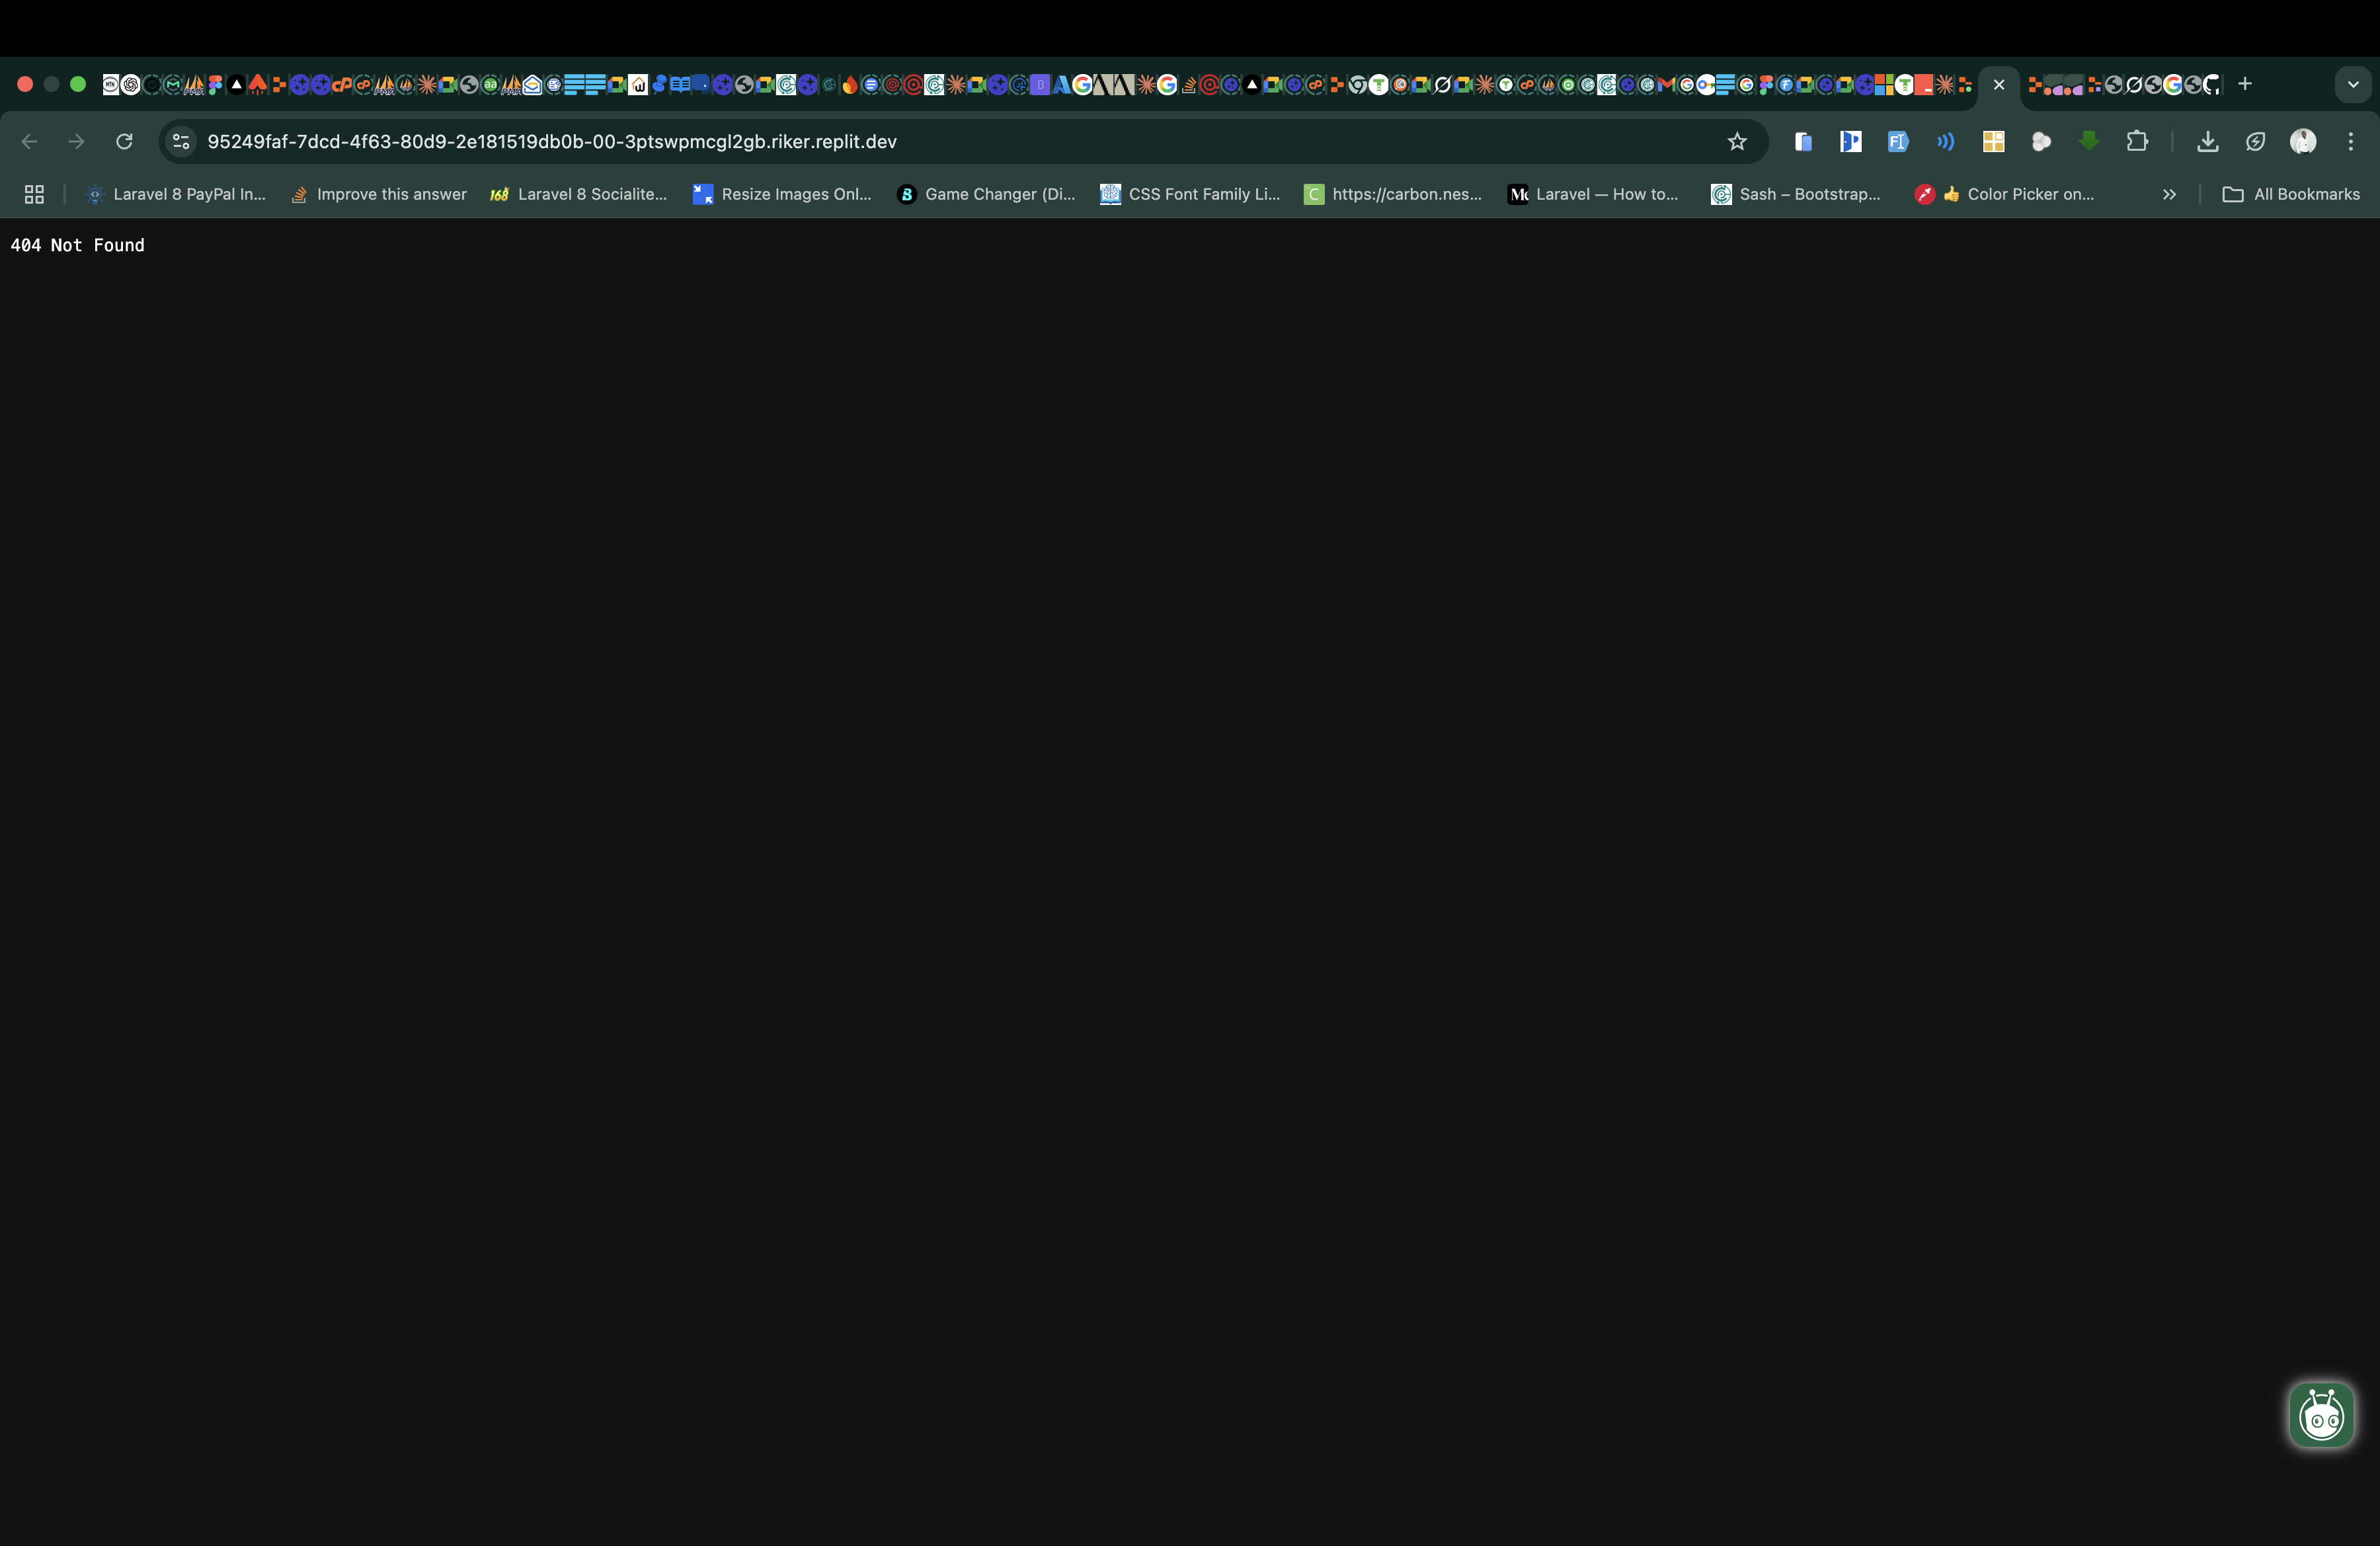 95249faf-7dcd-4f63-80d9-2e181519db0b-00-3ptswpmcgl2gb.riker.replit.dev
Laravel 8 PayPal In... Improve this answer Laravel 8 Socialite... Resize Images Onl... Game Changer (Di... CSS Font Family Li... https://carbon.nes... Laravel — How to... Sash – Bootstrap... 👍 Color Picker on... All Bookmarks
404 Not Found